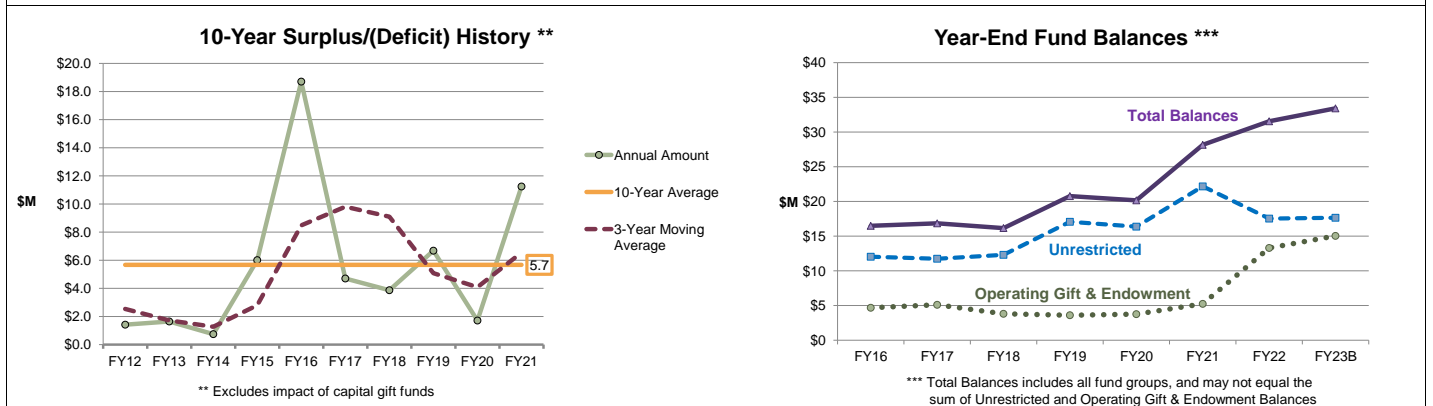 10-Year Surplus/(Deficit) History **
$20.0
$18.0
$16.0
$14.0
$12.0
$10.0
$8.0
$6.0
$4.0
$2.0
$0.0
$M
FY12 FY13 FY14 FY15 FY16 FY17 FY18 FY19 FY20 FY21
5.7
Annual Amount
10-Year Average
3-Year Moving
Average
** Excludes impact of capital gift funds
Year-End Fund Balances ***
$40
$35
$30
$25
$20
$15
$10
$5
$0
$M
Total Balances
Unrestricted
Operating Gift & Endowment
FY16 FY17 FY18 FY19 FY20 FY21 FY22 FY23B
*** Total Balances includes all fund groups, and may not equal the
sum of Unrestricted and Operating Gift & Endowment Balances